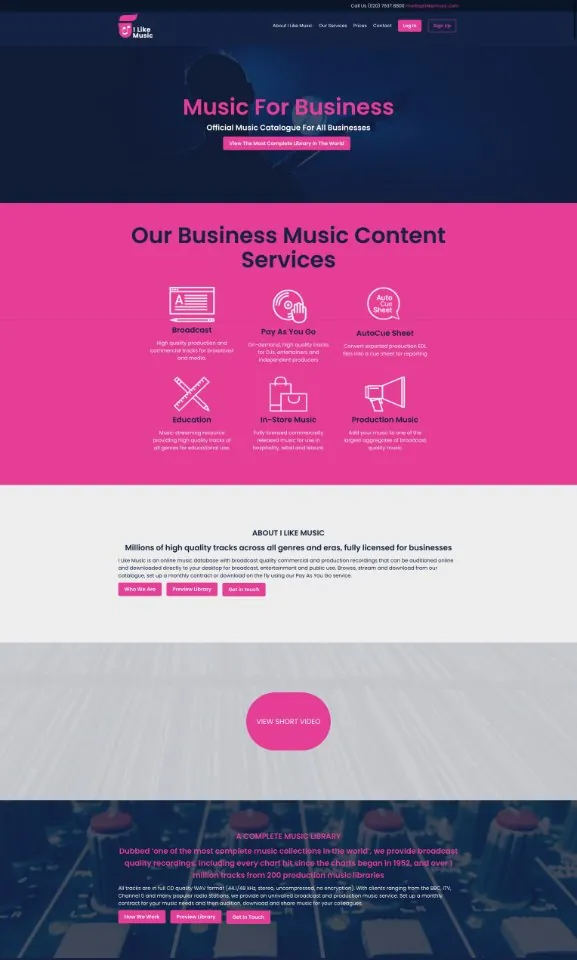 Call Us (020) 7637 8800
I Like
Music
About I Like Music Our Services Prices Contact Log In Sign Up
Music For Business
Official Music Catalogue For All Businesses
View The Most Complete Library In The World
Our Business Music Content
Services
Broadcast
High quality production and
commercial tracks for broadcast
and media.
Pay As You Go
On-demand, high quality tracks
for DJs, entertainers and
independent producers
Auto
Cue
Sheet
AutoCue Sheet
Convert exported production EDL
files into a cue sheet for reporting
Education
Music streaming resource
providing high quality tracks of
all genres for educational use.
In-Store Music
Fully licensed commercially
released music for use in
hospitality, retail and leisure
Production Music
Add your music to one of the
largest aggregates of broadcast
quality music.
ABOUT I LIKE MUSIC
Millions of high quality tracks across all genres and eras, fully licensed for businesses
I Like Music is an online music database with broadcast quality commercial and production recordings that can be auditioned online
and downloaded directly to your desktop for broadcast, entertainment and public use. Browse, stream and download from our
catalogue, set up a monthly contract or download on the fly using our Pay As You Go service.
Who We Are Preview Library Get in touch
VIEW SHORT VIDEO
A COMPLETE MUSIC LIBRARY
Dubbed 'one of the most complete music collections in the world', we provide broadcast
quality recordings, including every chart hit since the charts began in 1952, and over 1
million tracks from 200 production music libraries
All tracks are in full CD quality WAV format (44.1/48 kHz, stereo, uncompressed, no encryption). With clients ranging from the BBC, ITV,
Channel 5 and many popular radio stations, we provide an unrivalled broadcast and production music service. Set up a monthly
contract for your music needs and then audition, download and share music for your colleagues.
How We Work Preview Library Get In Touch